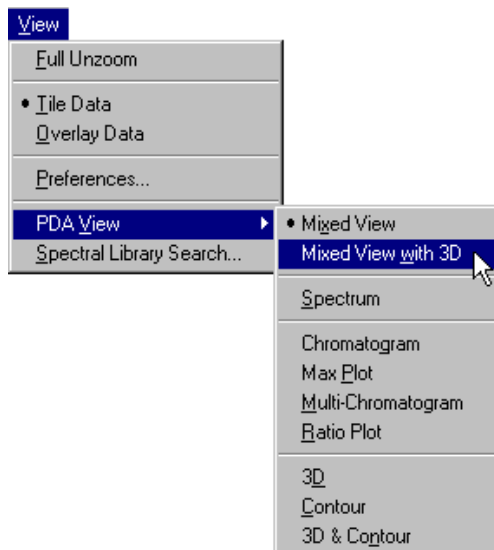 View
Full Unzoom
• Tile Data
Overlay Data
Preferences...
PDA View
Spectral Library Search...
• Mixed View
Mixed View with 3D
Spectrum
Chromatogram
Max Plot
Multi-Chromatogram
Ratio Plot
3D
Contour
3D & Contour